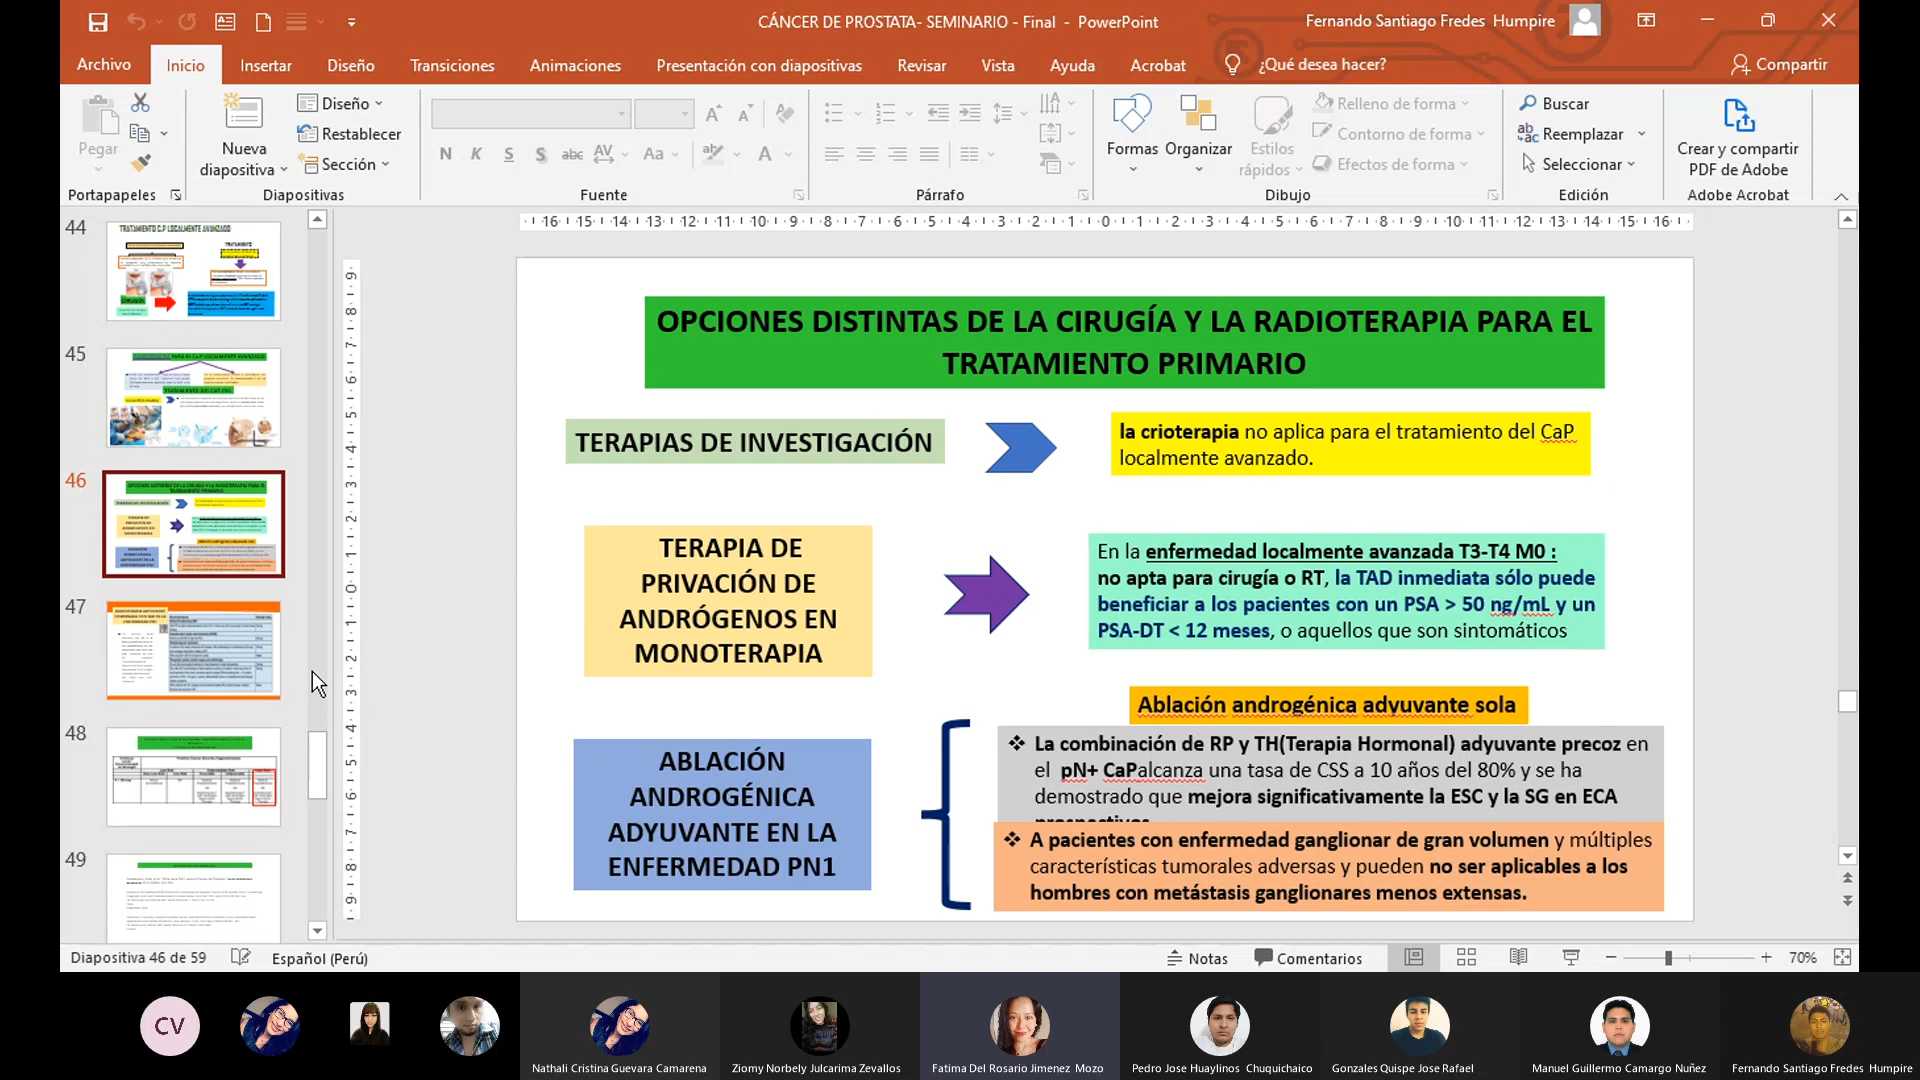 CÁNCER DE PROSTATA- SEMINARIO - Final - PowerPoint
Fernando Santiago Fredes Humpire
Archivo
Inicio
Insertar
Diseño
Transiciones
Animaciones
Presentación con diapositivas
Revisar
Vista
Ayuda
Acrobat
¿Qué desea hacer?
Compartir
Pegar
Portapapeles
Nueva
diapositiva
Diseño
Restablecer
Sección
Diapositivas
N K S S abc AV Aa A
Fuente
Párrafo
Formas
Organizar
Estilos
rápidos
Relleno de forma
Contorno de forma
Efectos de forma
Dibujo
Buscar
Reemplazar
Seleccionar
Edición
Crear y compartir
PDF de Adobe
Adobe Acrobat
44
TRATAMIENTO C.P LOCALMENTE AVANZADO
45
46
47
48
49
OPCIONES DISTINTAS DE LA CIRUGÍA Y LA RADIOTERAPIA PARA EL
TRATAMIENTO PRIMARIO
TERAPIAS DE INVESTIGACIÓN
la crioterapia no aplica para el tratamiento del CaP
localmente avanzado.
TERAPIA DE
PRIVACIÓN DE
ANDRÓGENOS EN
MONOTERAPIA
En la enfermedad localmente avanzada T3-T4 M0 :
no apta para cirugía o RT, la TAD inmediata sólo puede
beneficiar a los pacientes con un PSA > 50 ng/mL y un
PSA-DT < 12 meses, o aquellos que son sintomáticos
ABLACIÓN
ANDROGÉNICA
ADYUVANTE EN LA
ENFERMEDAD PN1
Ablación androgénica adyuvante sola
❖ La combinación de RP y TH(Terapia Hormonal) adyuvante precoz en
el pN+ CaPalcanza una tasa de CSS a 10 años del 80% y se ha
demostrado que mejora significativamente la ESC y la SG en ECA
prospectivos
❖ A pacientes con enfermedad ganglionar de gran volumen y múltiples
características tumorales adversas y pueden no ser aplicables a los
hombres con metástasis ganglionares menos extensas.
Diapositiva 46 de 59
Español (Perú)
Notas
Comentarios
70%
CV
Nathali Cristina Guevara Camarena
Ziomy Norbely Julcarima Zevallos
Fatima Del Rosario Jimenez Mozo
Pedro Jose Huaylinos Chuquichaico
Gonzales Quispe Jose Rafael
Manuel Guillermo Camargo Nuñez
Fernando Santiago Fredes Humpire